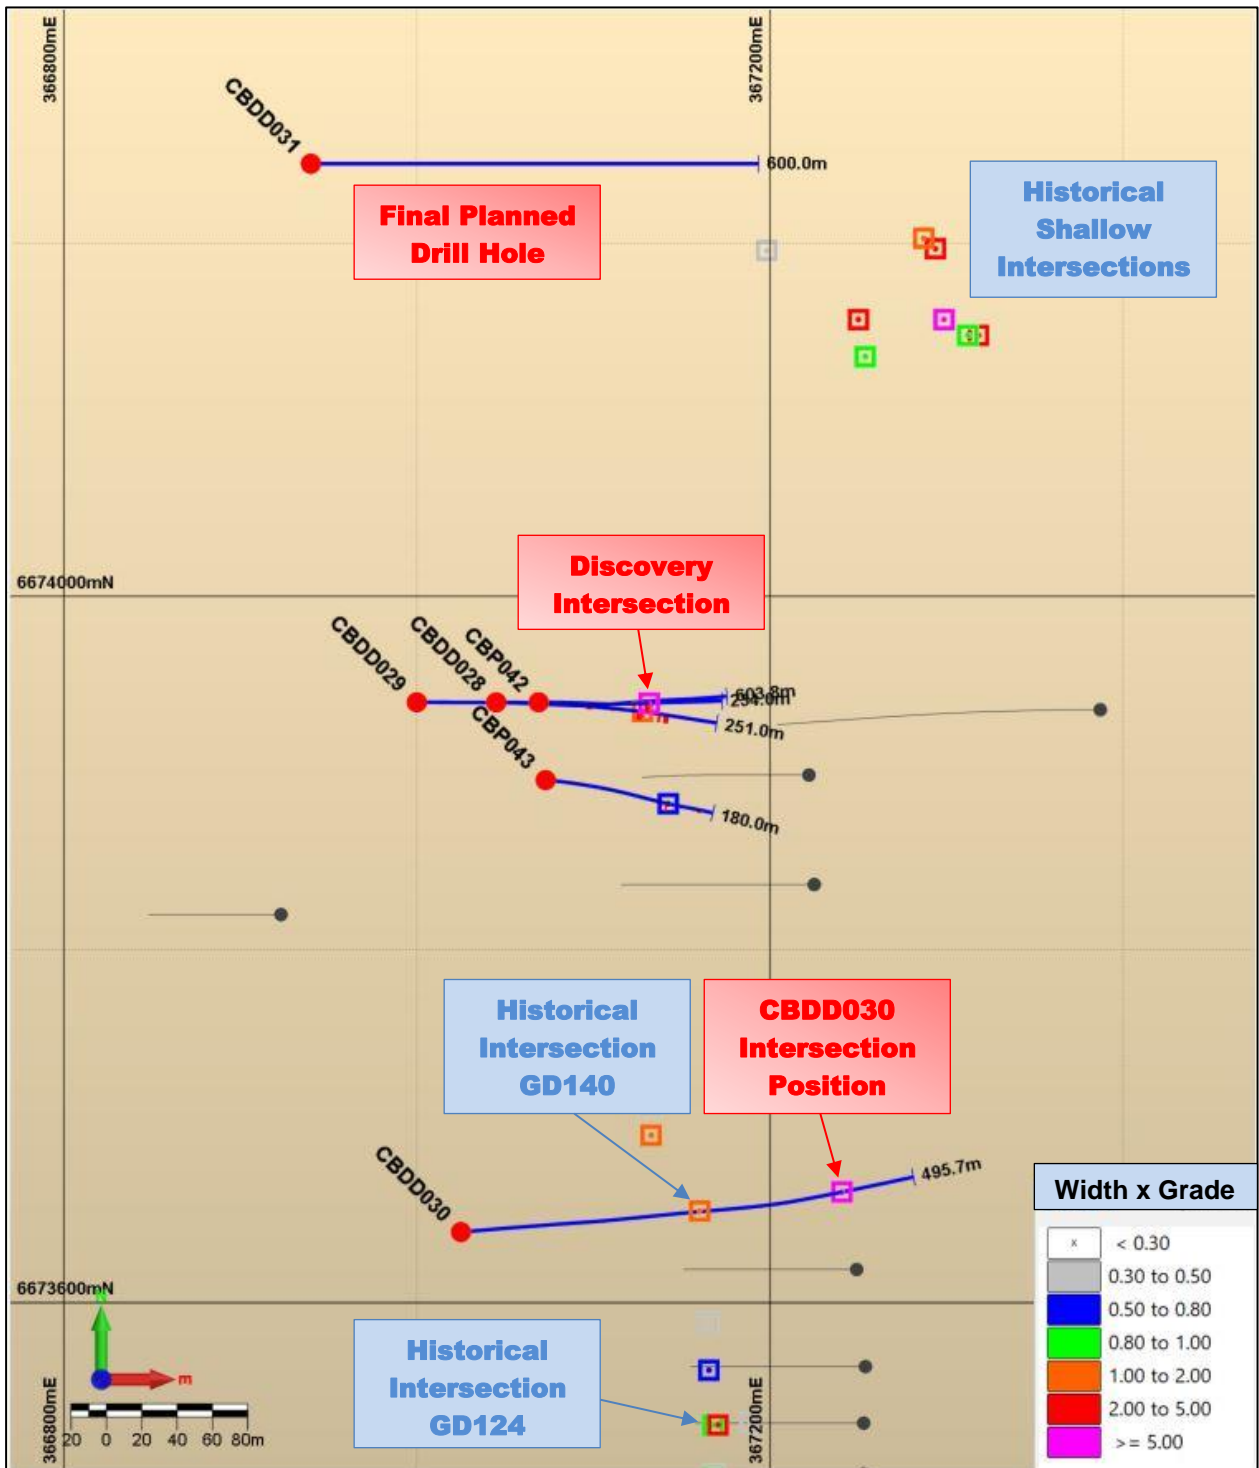 366800mE
367200mE
CBDD031
600.0m
Final Planned
Drill Hole
Historical
Shallow
Intersections
6674000mN
Discovery
Intersection
CBDD029
CBDD028
CBP042
603.8m
251.0m
CBP043
180.0m
Historical
Intersection
GD140
CBDD030
Intersection
Position
CBDD030
495.7m
Width x Grade
x < 0.30
0.30 to 0.50
0.50 to 0.80
0.80 to 1.00
1.00 to 2.00
2.00 to 5.00
>= 5.00
6673600mN
N
m
Historical
Intersection
GD124
20 0 20 40 60 80m
366800mE
367200mE